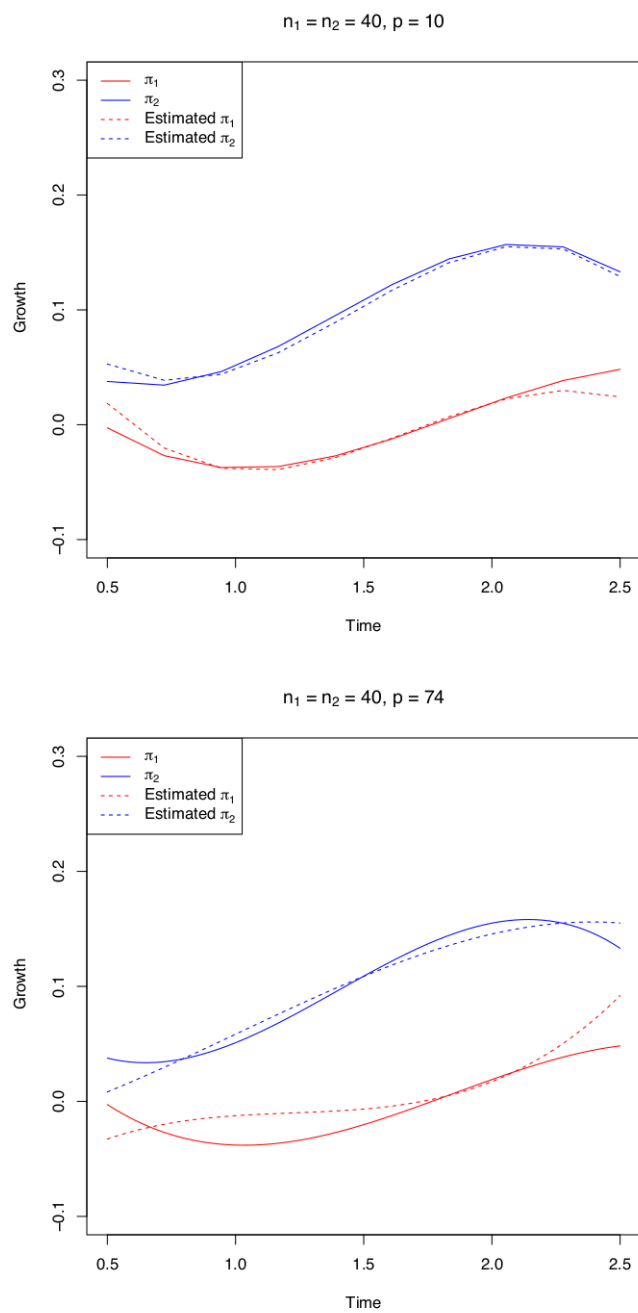 n₁ = n₂ = 40, p = 10
π₁
π₂
Estimated π₁
Estimated π₂
Growth
0.3
0.2
0.1
0.0
−0.1
0.5 1.0 1.5 2.0 2.5
Time
n₁ = n₂ = 40, p = 74
π₁
π₂
Estimated π₁
Estimated π₂
Growth
0.3
0.2
0.1
0.0
−0.1
0.5 1.0 1.5 2.0 2.5
Time